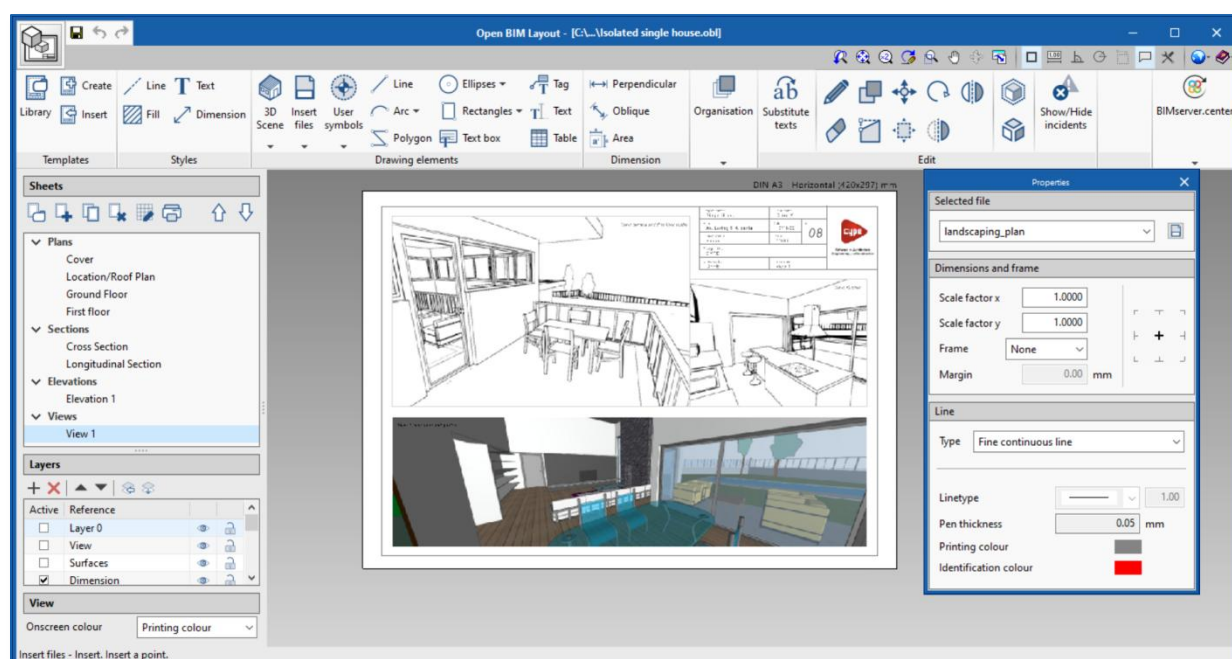 Open BIM Layout - [C:\...\Isolated single house.obl]
Library
Create
Insert
Templates
Line
Text
Fill
Dimension
Styles
3D
Scene
Insert
files
User
symbols
Line
Ellipses
Tag
Arc
Rectangles
Text
Polygon
Text box
Table
Drawing elements
Perpendicular
Oblique
Area
Dimension
Organisation
ab
Substitute
texts
Show/Hide
incidents
Edit
BIMserver.center
Sheets
Plans
Cover
Location/Roof Plan
Ground Floor
First floor
Sections
Cross Section
Longitudinal Section
Elevations
Elevation 1
Views
View 1
Layers
Active Reference
Layer 0
View
Surfaces
Dimension
View
Onscreen colour Printing colour
Insert files - Insert. Insert a point.
DIN A3 Horizontal (420x297) mm
08
cype
Properties
Selected file
landscaping_plan
Dimensions and frame
Scale factor x 1.0000
Scale factor y 1.0000
Frame None
Margin 0.00 mm
Line
Type Fine continuous line
Linetype 1.00
Pen thickness 0.05 mm
Printing colour
Identification colour